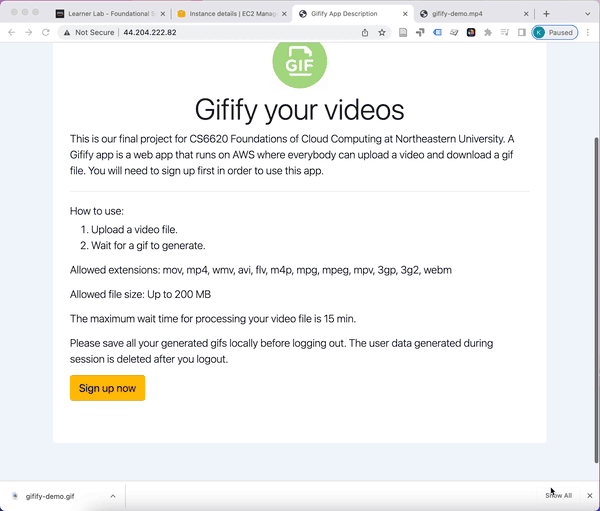 Learner Lab - Foundational S
Instance details | EC2 Manag
Gifify App Description
gifify-demo.mp4
Not Secure | 44.204.222.82
K Paused
GIF
Gifify your videos
This is our final project for CS6620 Foundations of Cloud Computing at Northeastern University. A
Gifify app is a web app that runs on AWS where everybody can upload a video and download a gif
file. You will need to sign up first in order to use this app.
How to use:
1. Upload a video file.
2. Wait for a gif to generate.
Allowed extensions: mov, mp4, wmv, avi, flv, m4p, mpg, mpeg, mpv, 3gp, 3g2, webm
Allowed file size: Up to 200 MB
The maximum wait time for processing your video file is 15 min.
Please save all your generated gifs locally before logging out. The user data generated during
session is deleted after you logout.
Sign up now
gifify-demo.gif
Show All